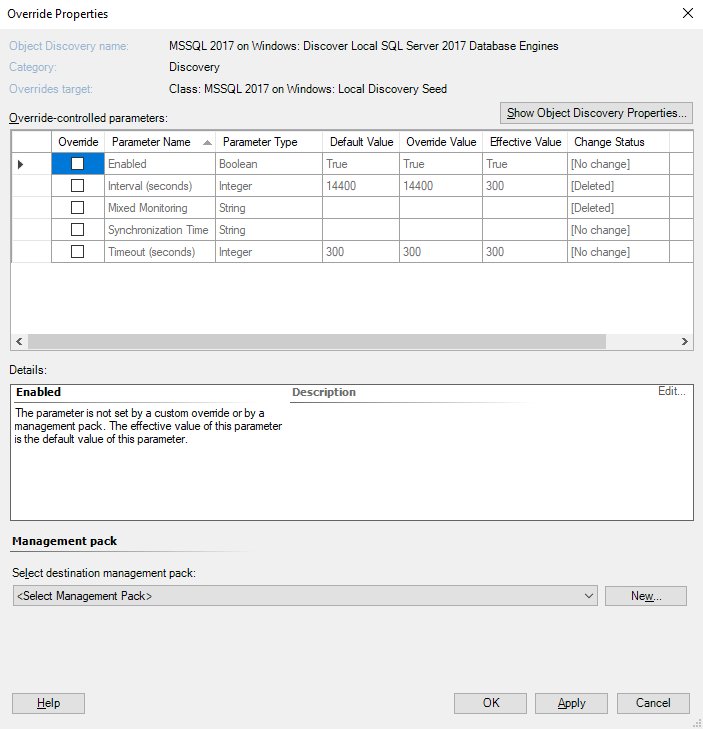 Override Properties
Object Discovery name: MSSQL 2017 on Windows: Discover Local SQL Server 2017 Database Engines
Category: Discovery
Overrides target: Class: MSSQL 2017 on Windows: Local Discovery Seed
Show Object Discovery Properties...
Override-controlled parameters:
Override Parameter Name Parameter Type Default Value Override Value Effective Value Change Status
Enabled Boolean True True True [No change]
Interval (seconds) Integer 14400 14400 300 [Deleted]
Mixed Monitoring String [Deleted]
Synchronization Time String [No change]
Timeout (seconds) Integer 300 300 300 [No change]
Details:
Enabled Description Edit...
The parameter is not set by a custom override or by a
management pack. The effective value of this parameter
is the default value of this parameter.
Management pack
Select destination management pack:
<Select Management Pack> New...
Help OK Apply Cancel